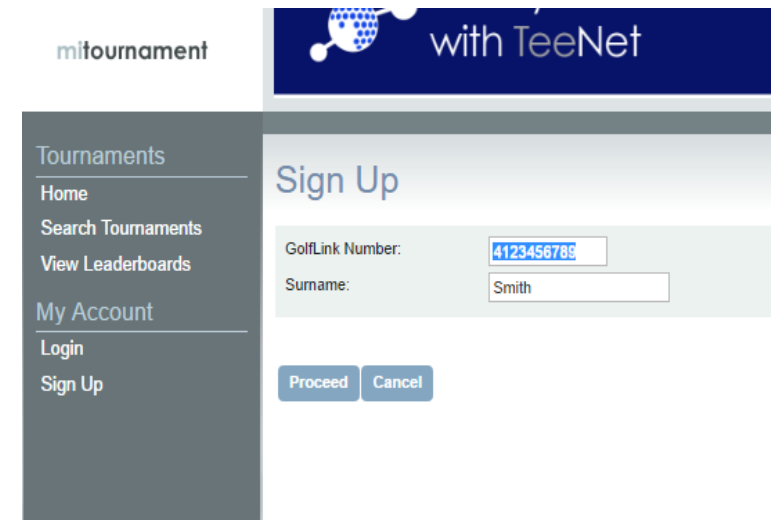 mitournament
with TeeNet
Tournaments
Home
Search Tournaments
View Leaderboards
My Account
Login
Sign Up
Sign Up
GolfLink Number: 4123456789
Surname: Smith
Proceed Cancel